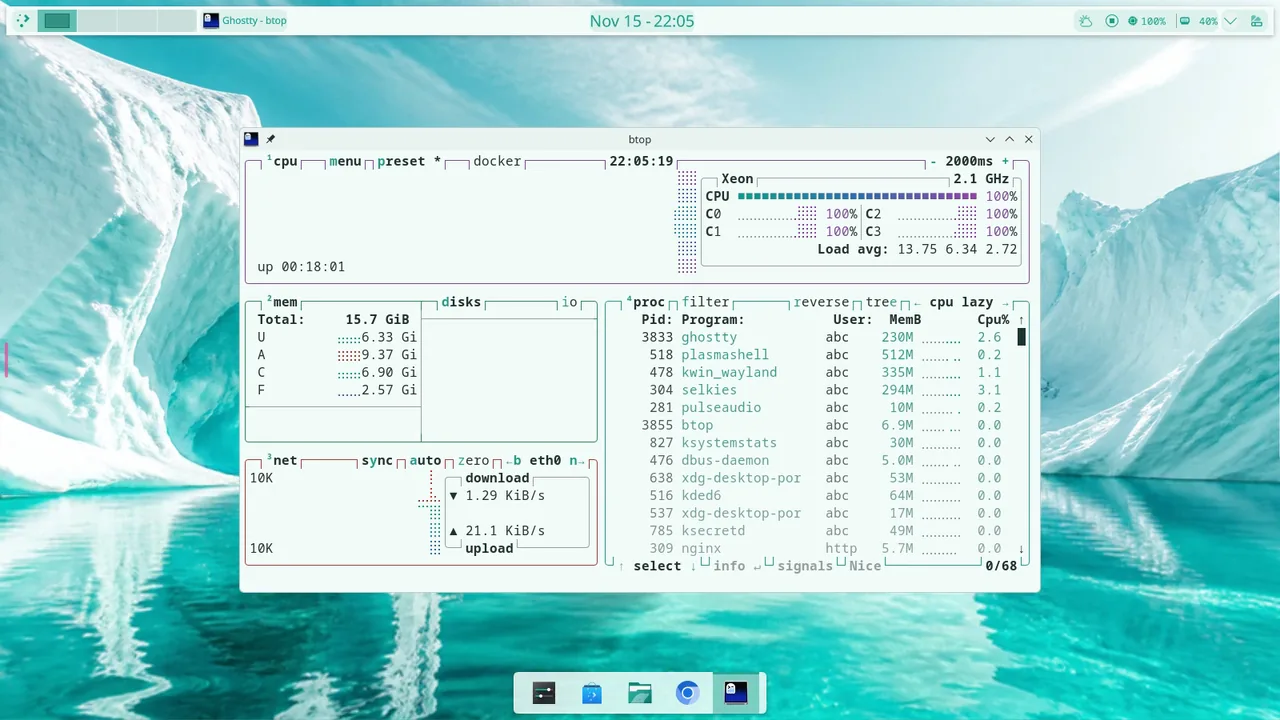 Ghostty - btop
Nov 15 - 22:05
100%
40%
btop
1cpu menu preset * docker 22:05:19 - 2000ms +
Xeon 2.1 GHz
CPU 100%
C0 100% C2 100%
C1 100% C3 100%
Load avg: 13.75 6.34 2.72
up 00:18:01
2mem disks io
Total: 15.7 GiB
U 6.33 Gi
A 9.37 Gi
C 6.90 Gi
F 2.57 Gi
3net sync auto zero ←b eth0 n→
10K
download
▼ 1.29 KiB/s
▲ 21.1 KiB/s
10K
upload
4proc filter reverse tree ← cpu lazy →
Pid: Program: User: MemB Cpu% ↑
3833 ghostty abc 230M 2.6
518 plasmashell abc 512M 0.2
478 kwin_wayland abc 335M 1.1
304 selkies abc 294M 3.1
281 pulseaudio abc 10M 0.2
3855 btop abc 6.9M 0.0
827 ksystemstats abc 30M 0.0
476 dbus-daemon abc 5.0M 0.0
638 xdg-desktop-por abc 53M 0.0
516 kded6 abc 64M 0.0
537 xdg-desktop-por abc 17M 0.0
785 ksecretd abc 49M 0.0
309 nginx http 5.7M 0.0 ↓
↑ select ↓ info ↵ signals Nice 0/68